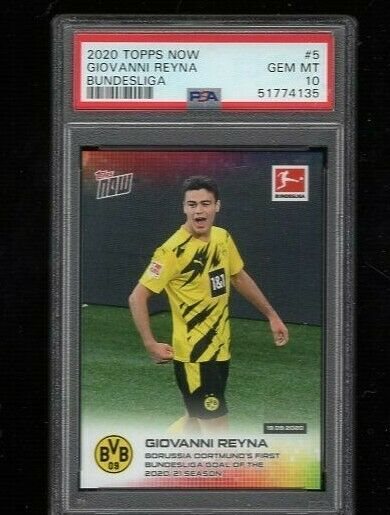 2020 TOPPS NOW #5
GIOVANNI REYNA GEM MT
BUNDESLIGA 10
PSA 51774135
Topps
NOW
BUNDESLIGA
1&1
19.09.2020
BVB
09
GIOVANNI REYNA
BORUSSIA DORTMUND'S FIRST
BUNDESLIGA GOAL OF THE
2020/21 SEASON